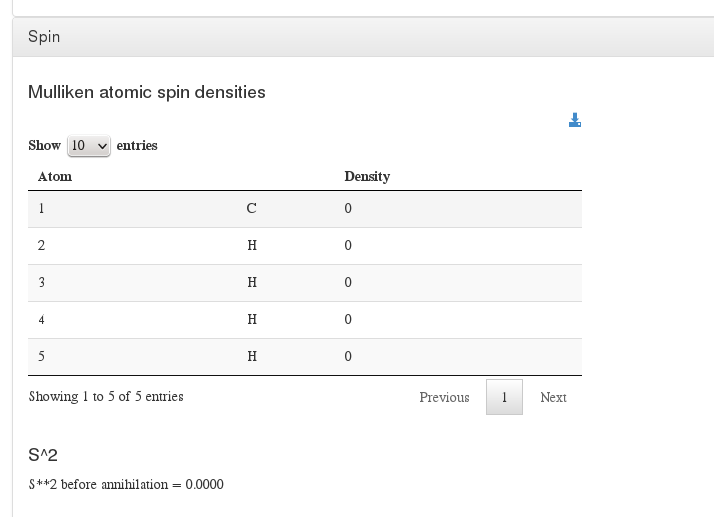 Spin
Mulliken atomic spin densities
Show 10 entries
Atom Density
1 C 0
2 H 0
3 H 0
4 H 0
5 H 0
Showing 1 to 5 of 5 entries Previous 1 Next
S^2
S**2 before annihilation = 0.0000